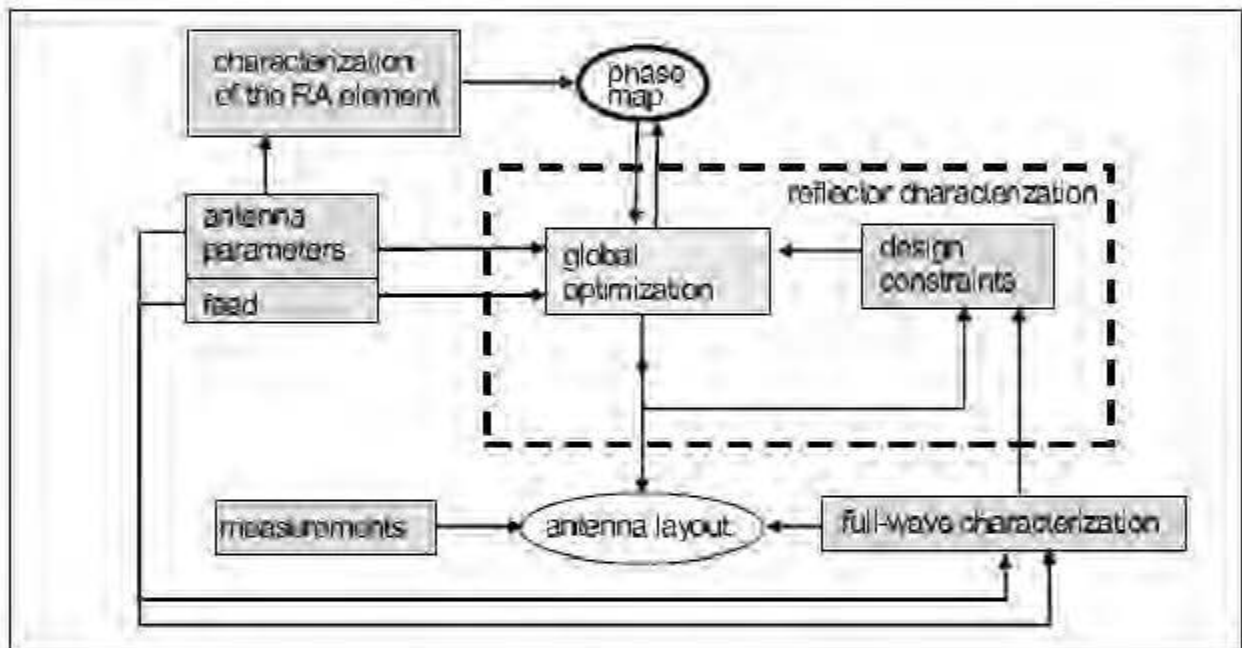 characterization
of the RA element
phase
map
reflector characterization
antenna
parameters
feed
global
optimization
design
constraints
measurements
antenna layout
full-wave characterization